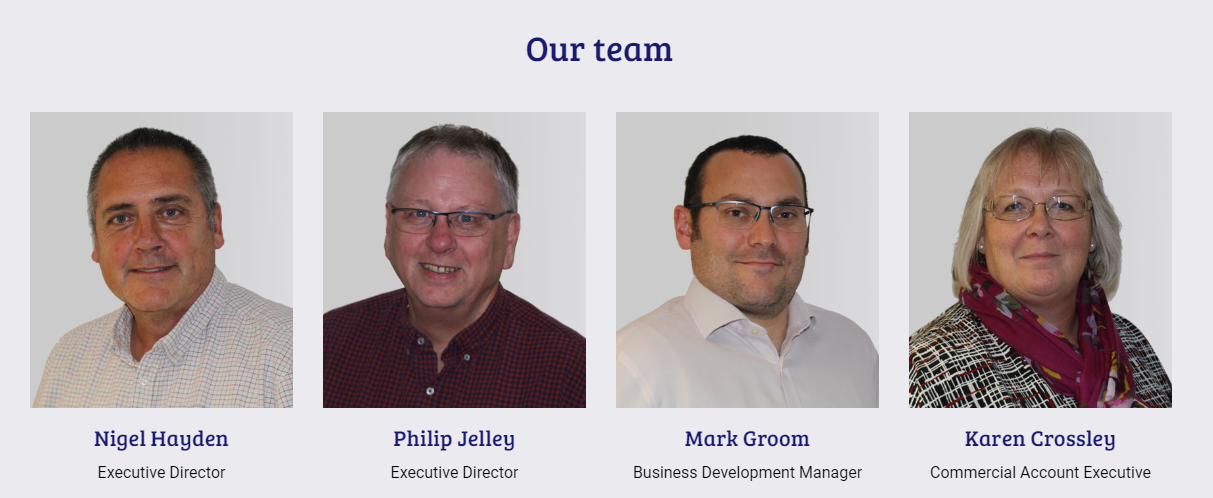 Our team
Nigel Hayden
Philip Jelley
Mark Groom
Karen Crossley
Executive Director
Executive Director
Business Development Manager
Commercial Account Executive